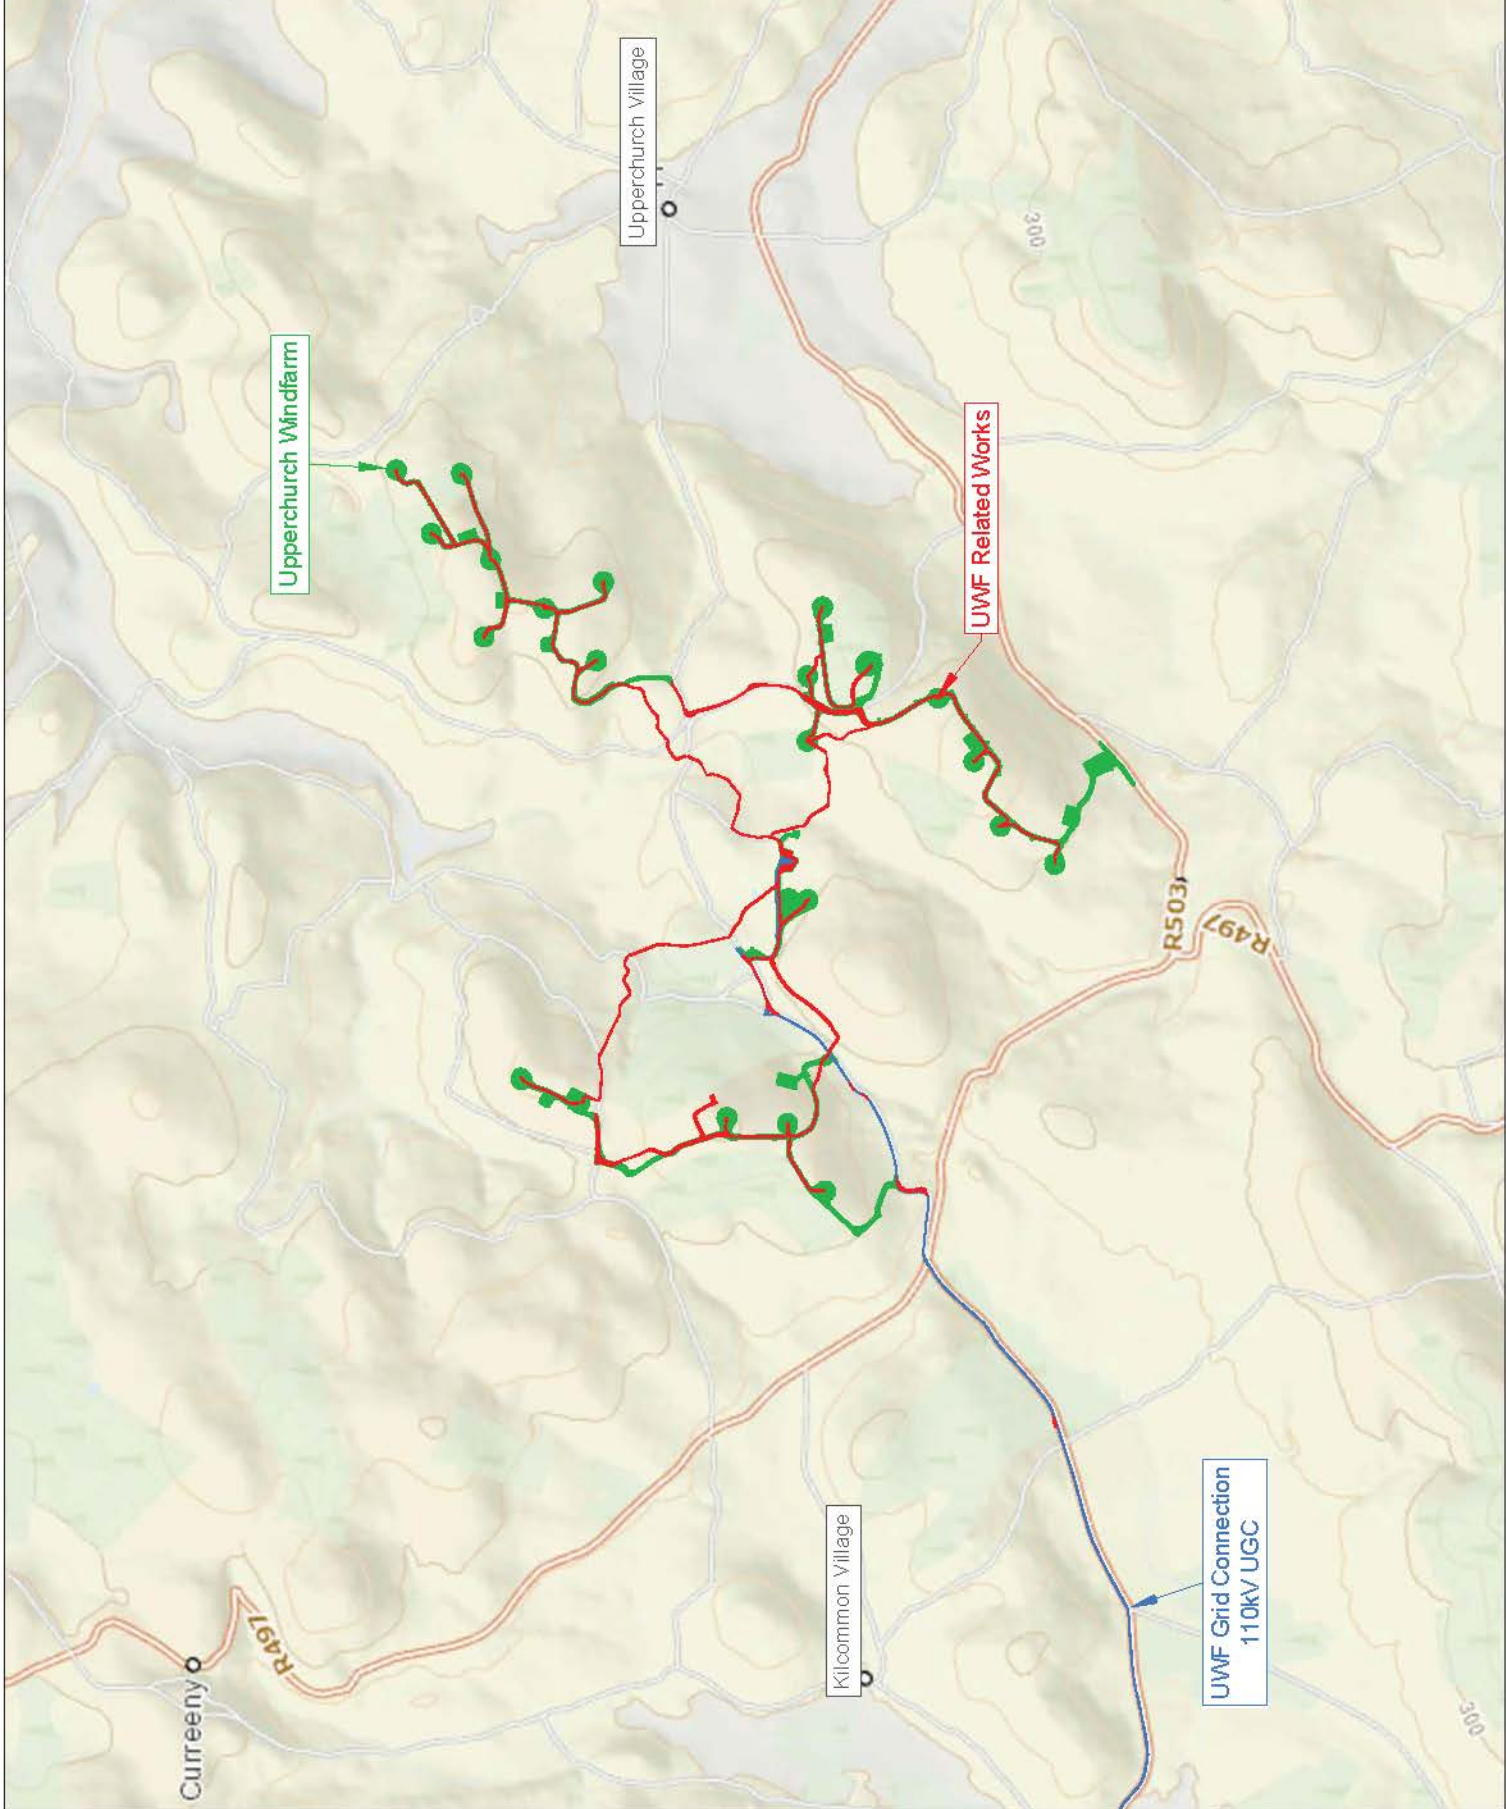 Upperchurch Village
Upperchurch Windfarm
UWF Related Works
300
R503
R497
Kilcommon Village
UWF Grid Connection
110kV UGC
Curreeny
R497
300